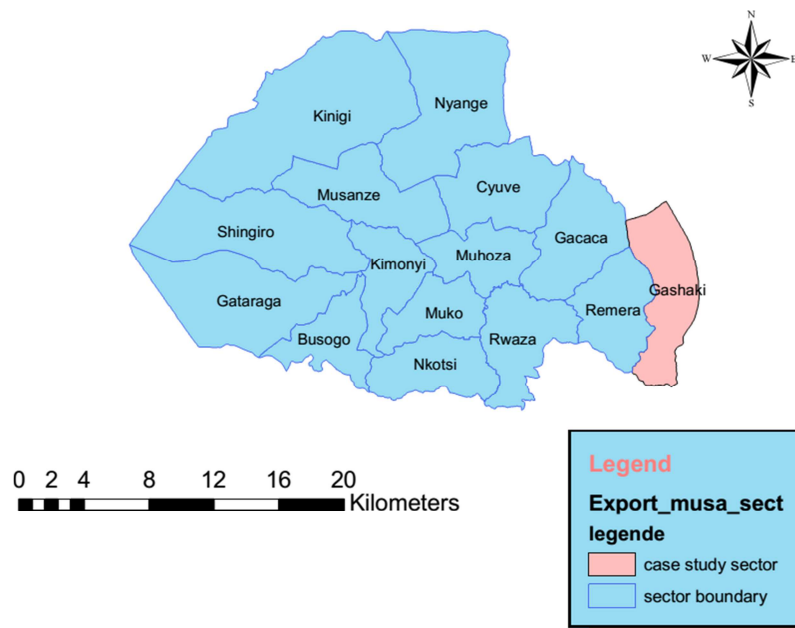 N
W
E
S
Nyange
Kinigi
Cyuve
Musanze
Shingiro
Gacaca
Muhoza
Kimonyi
Gashaki
Gataraga
Remera
Muko
Busogo
Rwaza
Nkotsi
0 2 4 8 12 16 20
Kilometers
Legend
Export_musa_sect
legende
case study sector
sector boundary